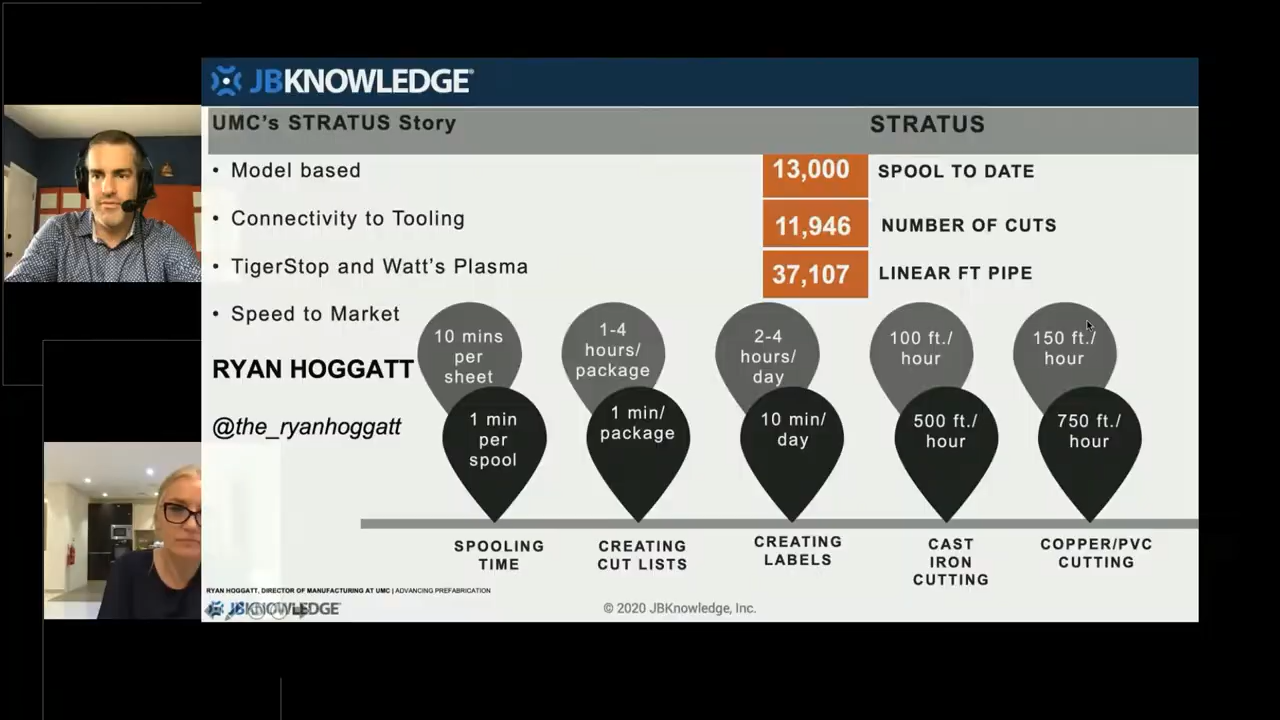 JBKNOWLEDGE®
UMC's STRATUS Story
STRATUS
• Model based
• Connectivity to Tooling
• TigerStop and Watt's Plasma
• Speed to Market
RYAN HOGGATT
@the_ryanhoggatt
13,000 SPOOL TO DATE
11,946 NUMBER OF CUTS
37,107 LINEAR FT PIPE
10 mins
per
sheet
1-4
hours/
package
2-4
hours/
day
100 ft./
hour
150 ft./
hour
1 min
per
spool
1 min/
package
10 min/
day
500 ft./
hour
750 ft./
hour
SPOOLING
TIME
CREATING
CUT LISTS
CREATING
LABELS
CAST
IRON
CUTTING
COPPER/PVC
CUTTING
RYAN HOGGATT, DIRECTOR OF MANUFACTURING AT UMC | ADVANCING PREFABRICATION
JBKNOWLEDGE
© 2020 JBKnowledge, Inc.